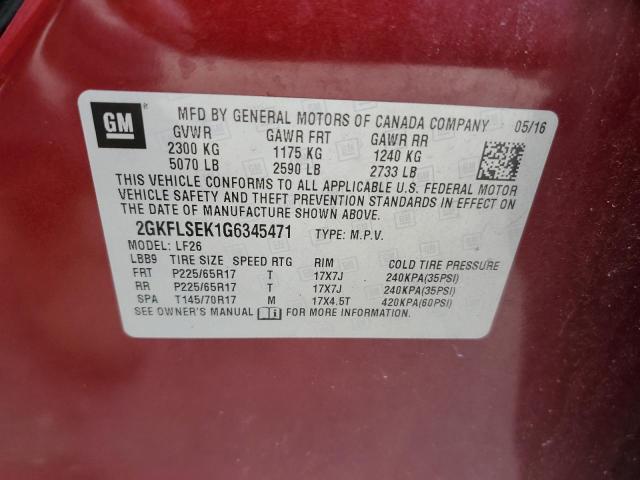 GM ® MFD BY GENERAL MOTORS OF CANADA COMPANY 05/16
GVWR GAWR FRT GAWR RR
2300 KG 1175 KG 1240 KG
5070 LB 2590 LB 2733 LB
THIS VEHICLE CONFORMS TO ALL APPLICABLE U.S. FEDERAL MOTOR
VEHICLE SAFETY AND THEFT PREVENTION STANDARDS IN EFFECT ON
THE DATE OF MANUFACTURE SHOWN ABOVE.
2GKFLSEK1G6345471 TYPE: M.P.V.
MODEL: LF26
LBB9 TIRE SIZE SPEED RTG RIM COLD TIRE PRESSURE
FRT P225/65R17 T 17X7J 240KPA(35PSI)
RR P225/65R17 T 17X7J 240KPA(35PSI)
SPA T145/70R17 M 17X4.5T 420KPA(60PSI)
SEE OWNER'S MANUAL FOR MORE INFORMATION.